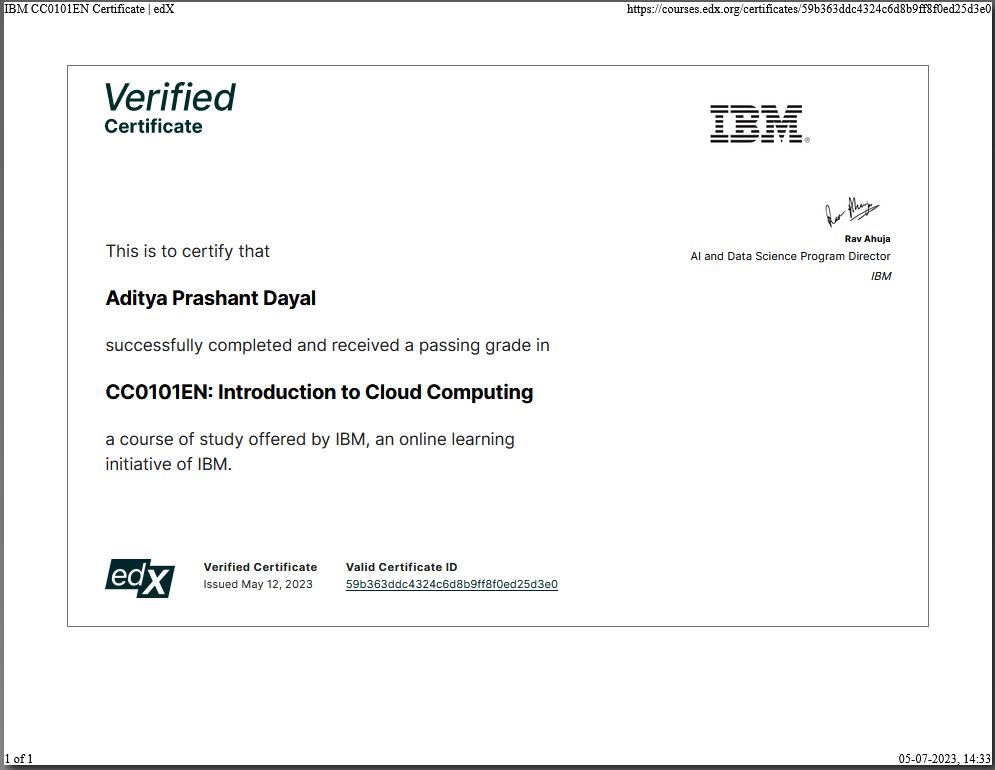 IBM CC0101EN Certificate | edX
https://courses.edx.org/certificates/59b363ddc4324c6d8b9ff8f0ed25d3e0
Verified
Certificate
IBM®
Rav Ahuja
Rav Ahuja
AI and Data Science Program Director
IBM
This is to certify that
Aditya Prashant Dayal
successfully completed and received a passing grade in
CC0101EN: Introduction to Cloud Computing
a course of study offered by IBM, an online learning
initiative of IBM.
edX
Verified Certificate
Issued May 12, 2023
Valid Certificate ID
59b363ddc4324c6d8b9ff8f0ed25d3e0
1 of 1
05-07-2023, 14:33